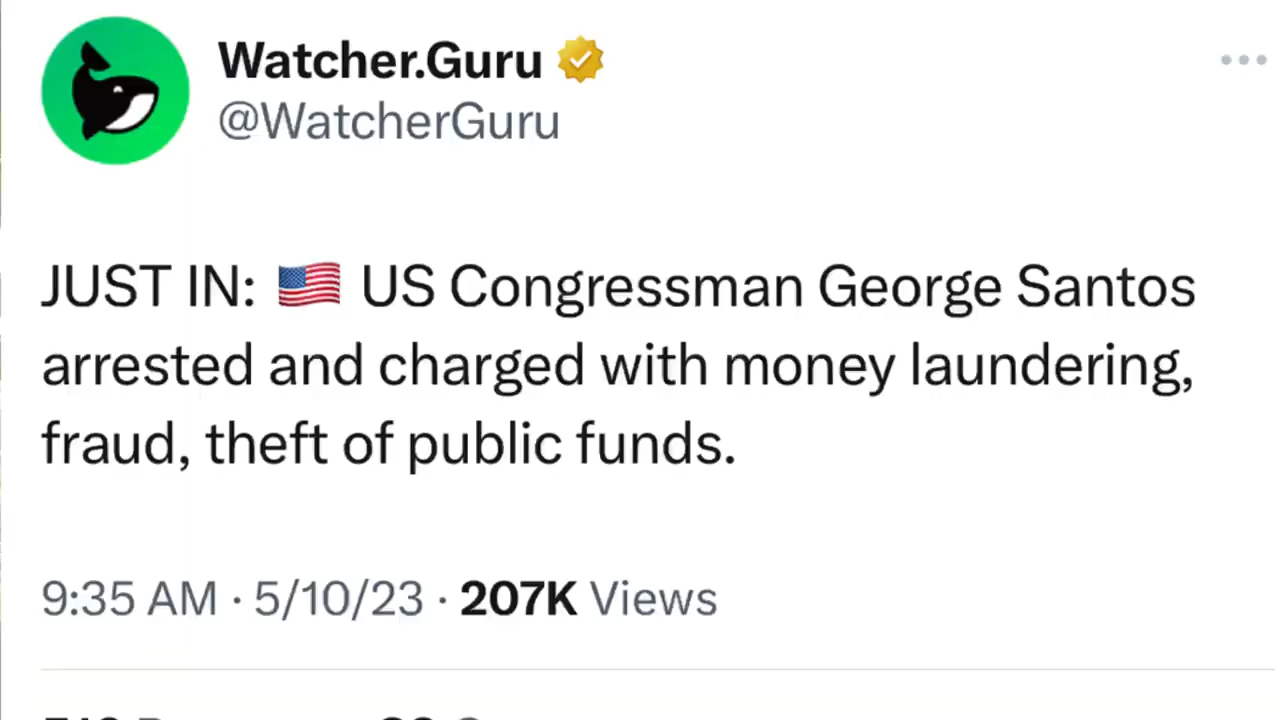 Watcher.Guru
@WatcherGuru
JUST IN: 🇺🇸 US Congressman George Santos
arrested and charged with money laundering,
fraud, theft of public funds.
9:35 AM · 5/10/23 · 207K Views